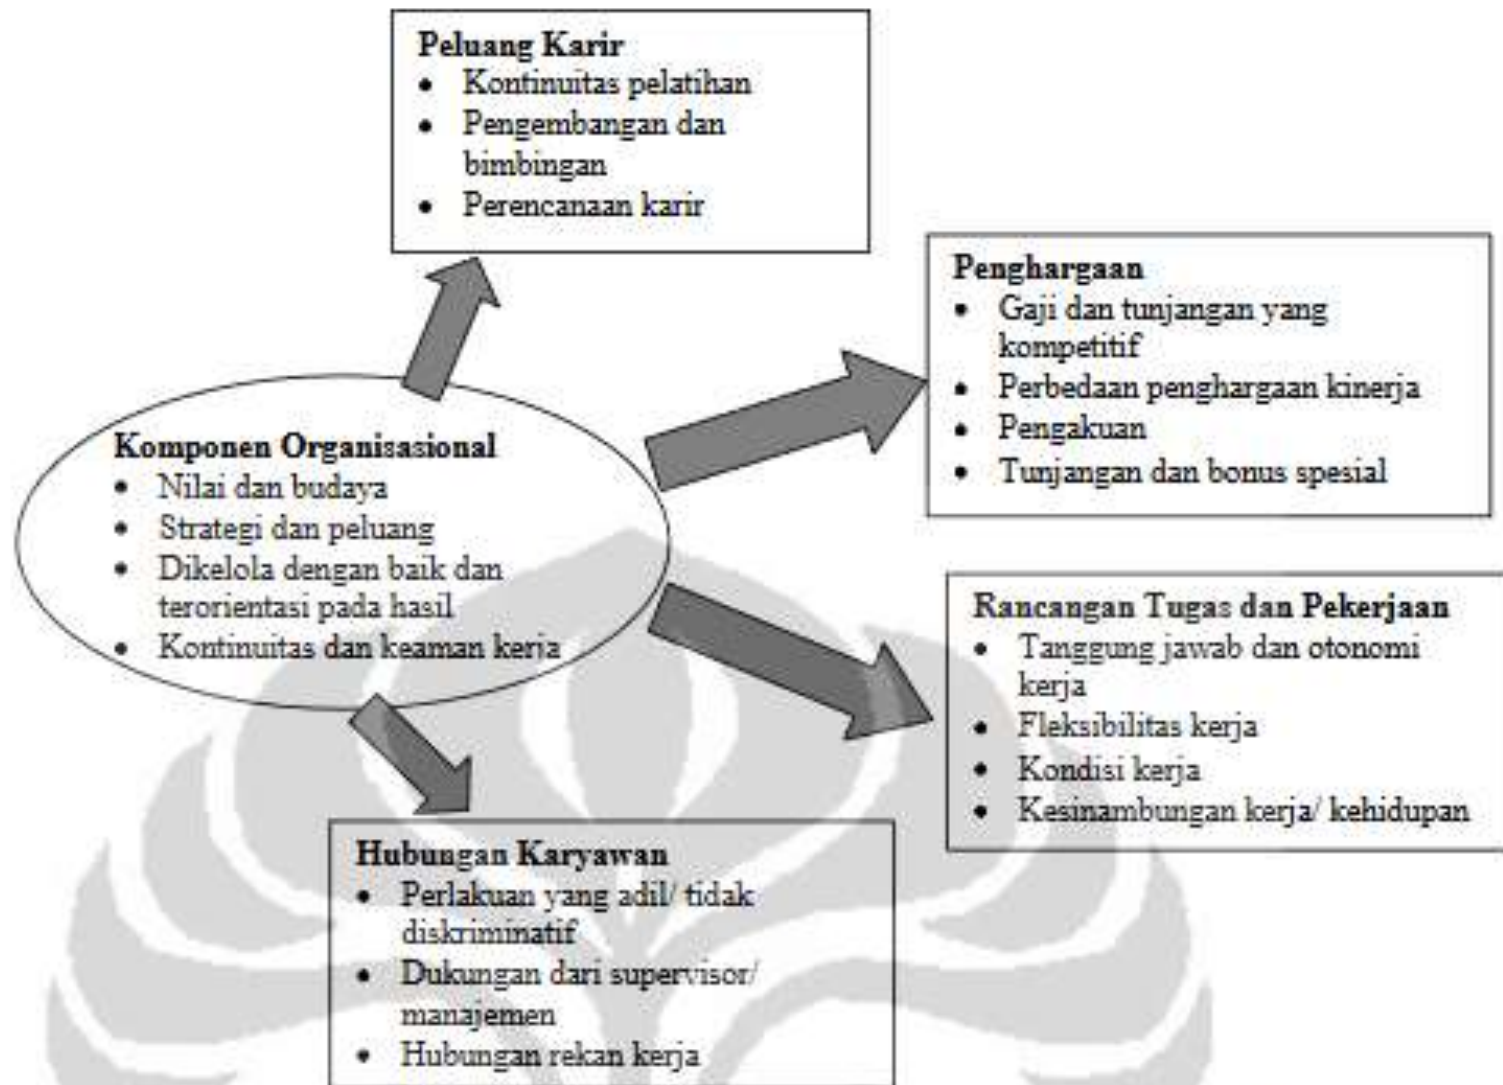 Peluang Karir
• Kontinuitas pelatihan
• Pengembangan dan
bimbingan
• Perencanaan karir
Penghargaan
• Gaji dan tunjangan yang
kompetitif
• Perbedaan penghargaan kinerja
• Pengakuan
• Tunjangan dan bonus spesial
Komponen Organisasional
• Nilai dan budaya
• Strategi dan peluang
• Dikelola dengan baik dan
terorientasi pada hasil
• Kontinuitas dan keaman kerja
Rancangan Tugas dan Pekerjaan
• Tanggung jawab dan otonomi
kerja
• Fleksibilitas kerja
• Kondisi kerja
• Kesinambungan kerja/ kehidupan
Hubungan Karyawan
• Perlakuan yang adil/ tidak
diskriminatif
• Dukungan dari supervisor/
manajemen
• Hubungan rekan kerja